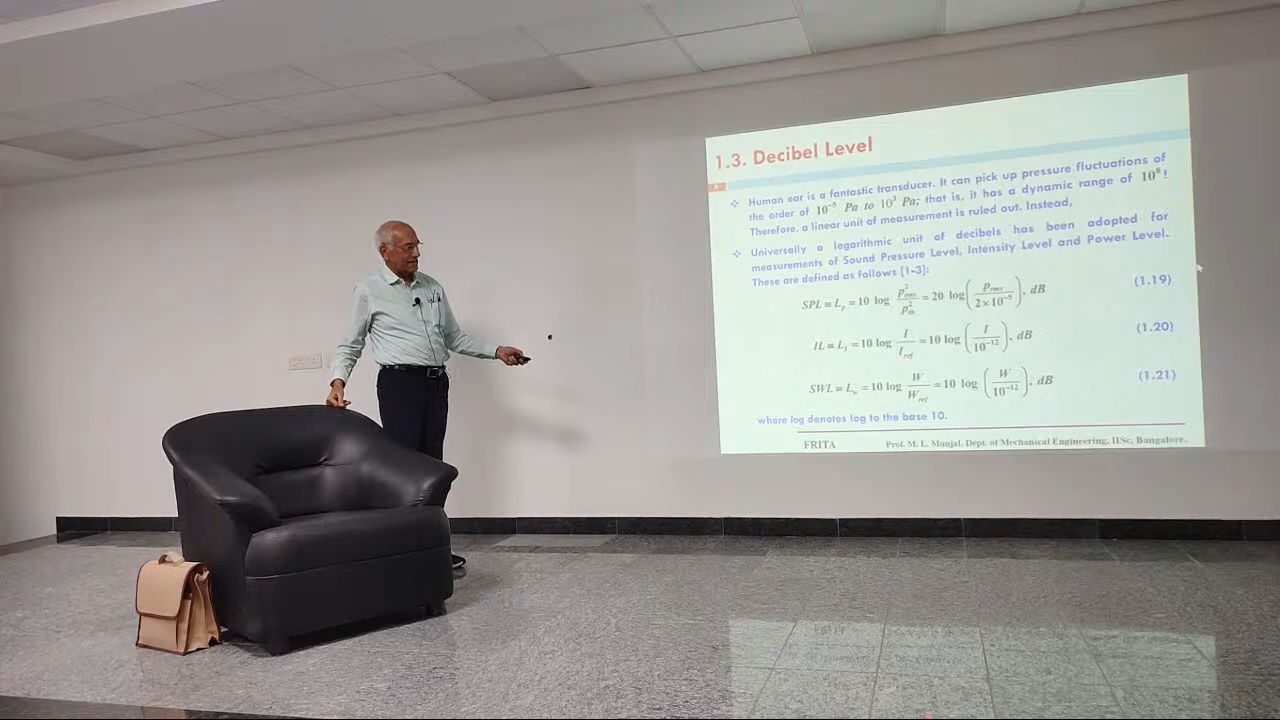 1.3. Decibel Level
❖ Human ear is a fantastic transducer. It can pick up pressure fluctuations of
the order of 10⁻⁵ Pa to 10³ Pa; that is, it has a dynamic range of 10⁸!
Therefore, a linear unit of measurement is ruled out. Instead,
❖ Universally a logarithmic unit of decibels has been adopted for
measurements of Sound Pressure Level, Intensity Level and Power Level.
These are defined as follows [1-3]:
SPL ≡ Lₚ = 10 log p²ᵣₘₛ / p²ₜₕ = 20 log(pᵣₘₛ / 2×10⁻⁵), dB (1.19)
IL ≡ L_I = 10 log I / I_ref = 10 log (I / 10⁻¹²), dB (1.20)
SWL ≡ L_w = 10 log W / W_ref = 10 log (W / 10⁻¹²), dB (1.21)
where log denotes log to the base 10.
FRITA Prof. M. L. Munjal, Dept. of Mechanical Engineering, IISc, Bangalore.